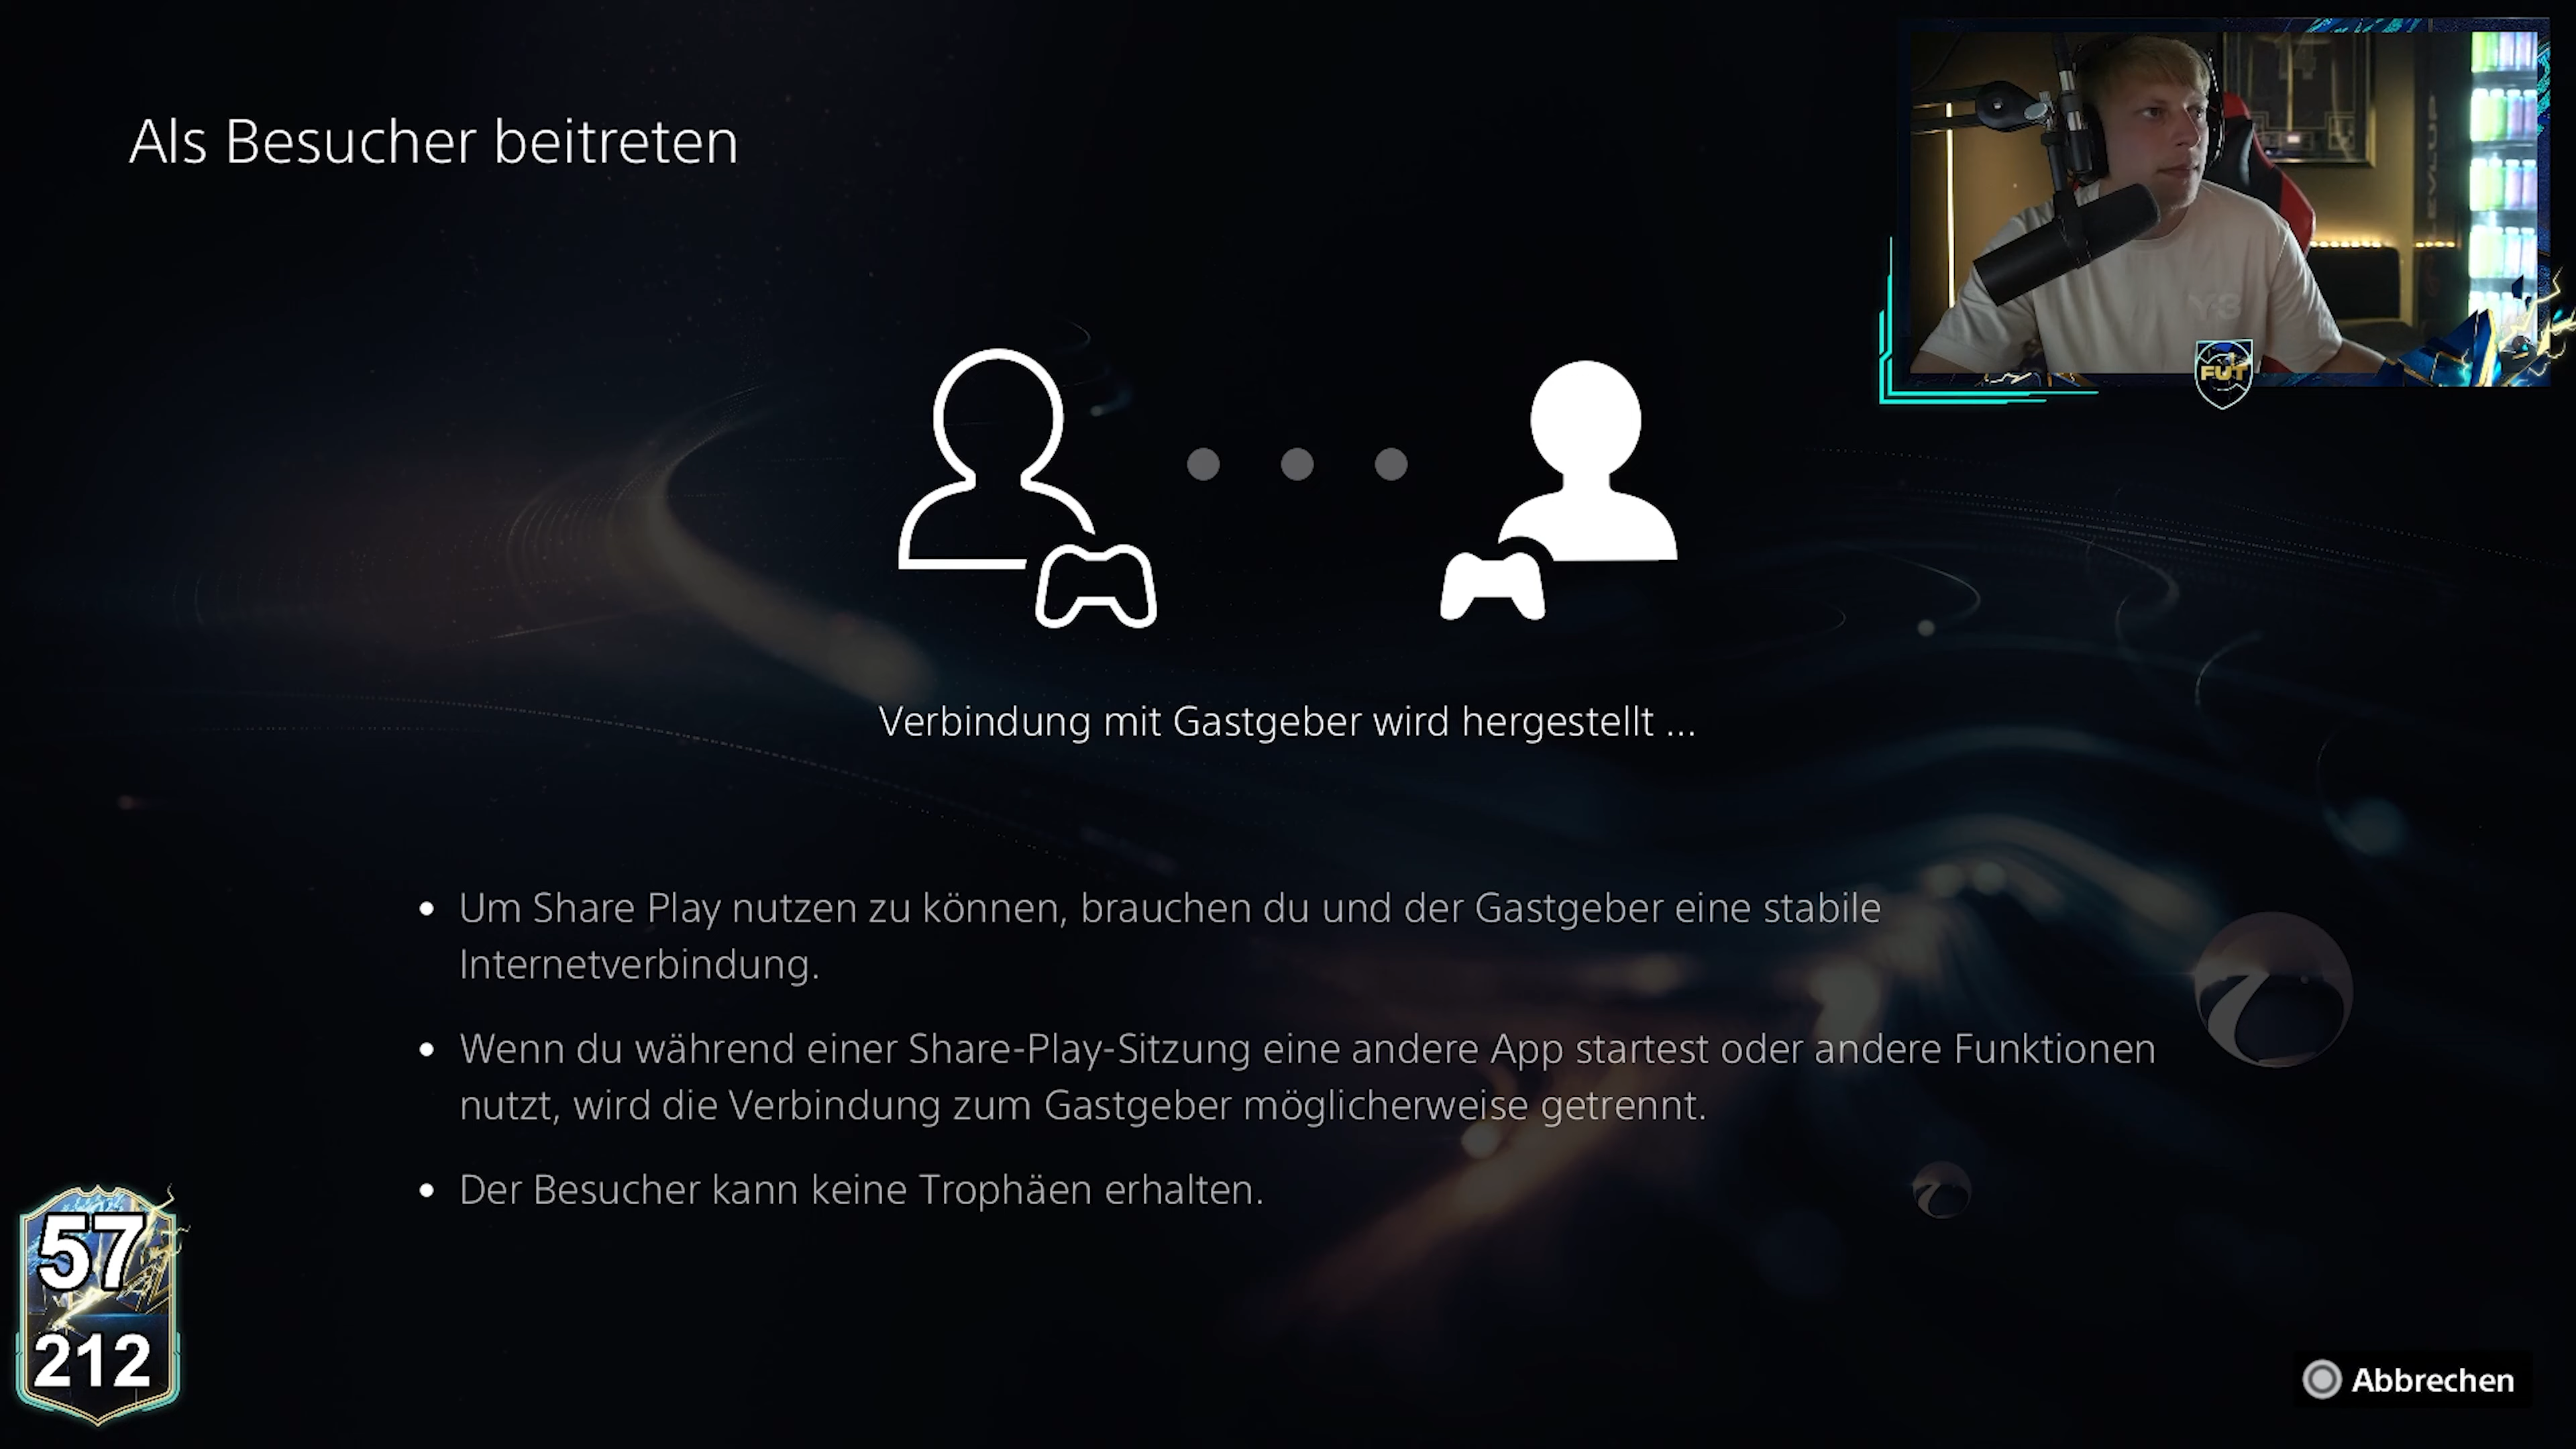 Als Besucher beitreten
Y-3
FUT
Verbindung mit Gastgeber wird hergestellt ...
• Um Share Play nutzen zu können, brauchen du und der Gastgeber eine stabile
Internetverbindung.
• Wenn du während einer Share-Play-Sitzung eine andere App startest oder andere Funktionen
nutzt, wird die Verbindung zum Gastgeber möglicherweise getrennt.
• Der Besucher kann keine Trophäen erhalten.
57
212
Abbrechen